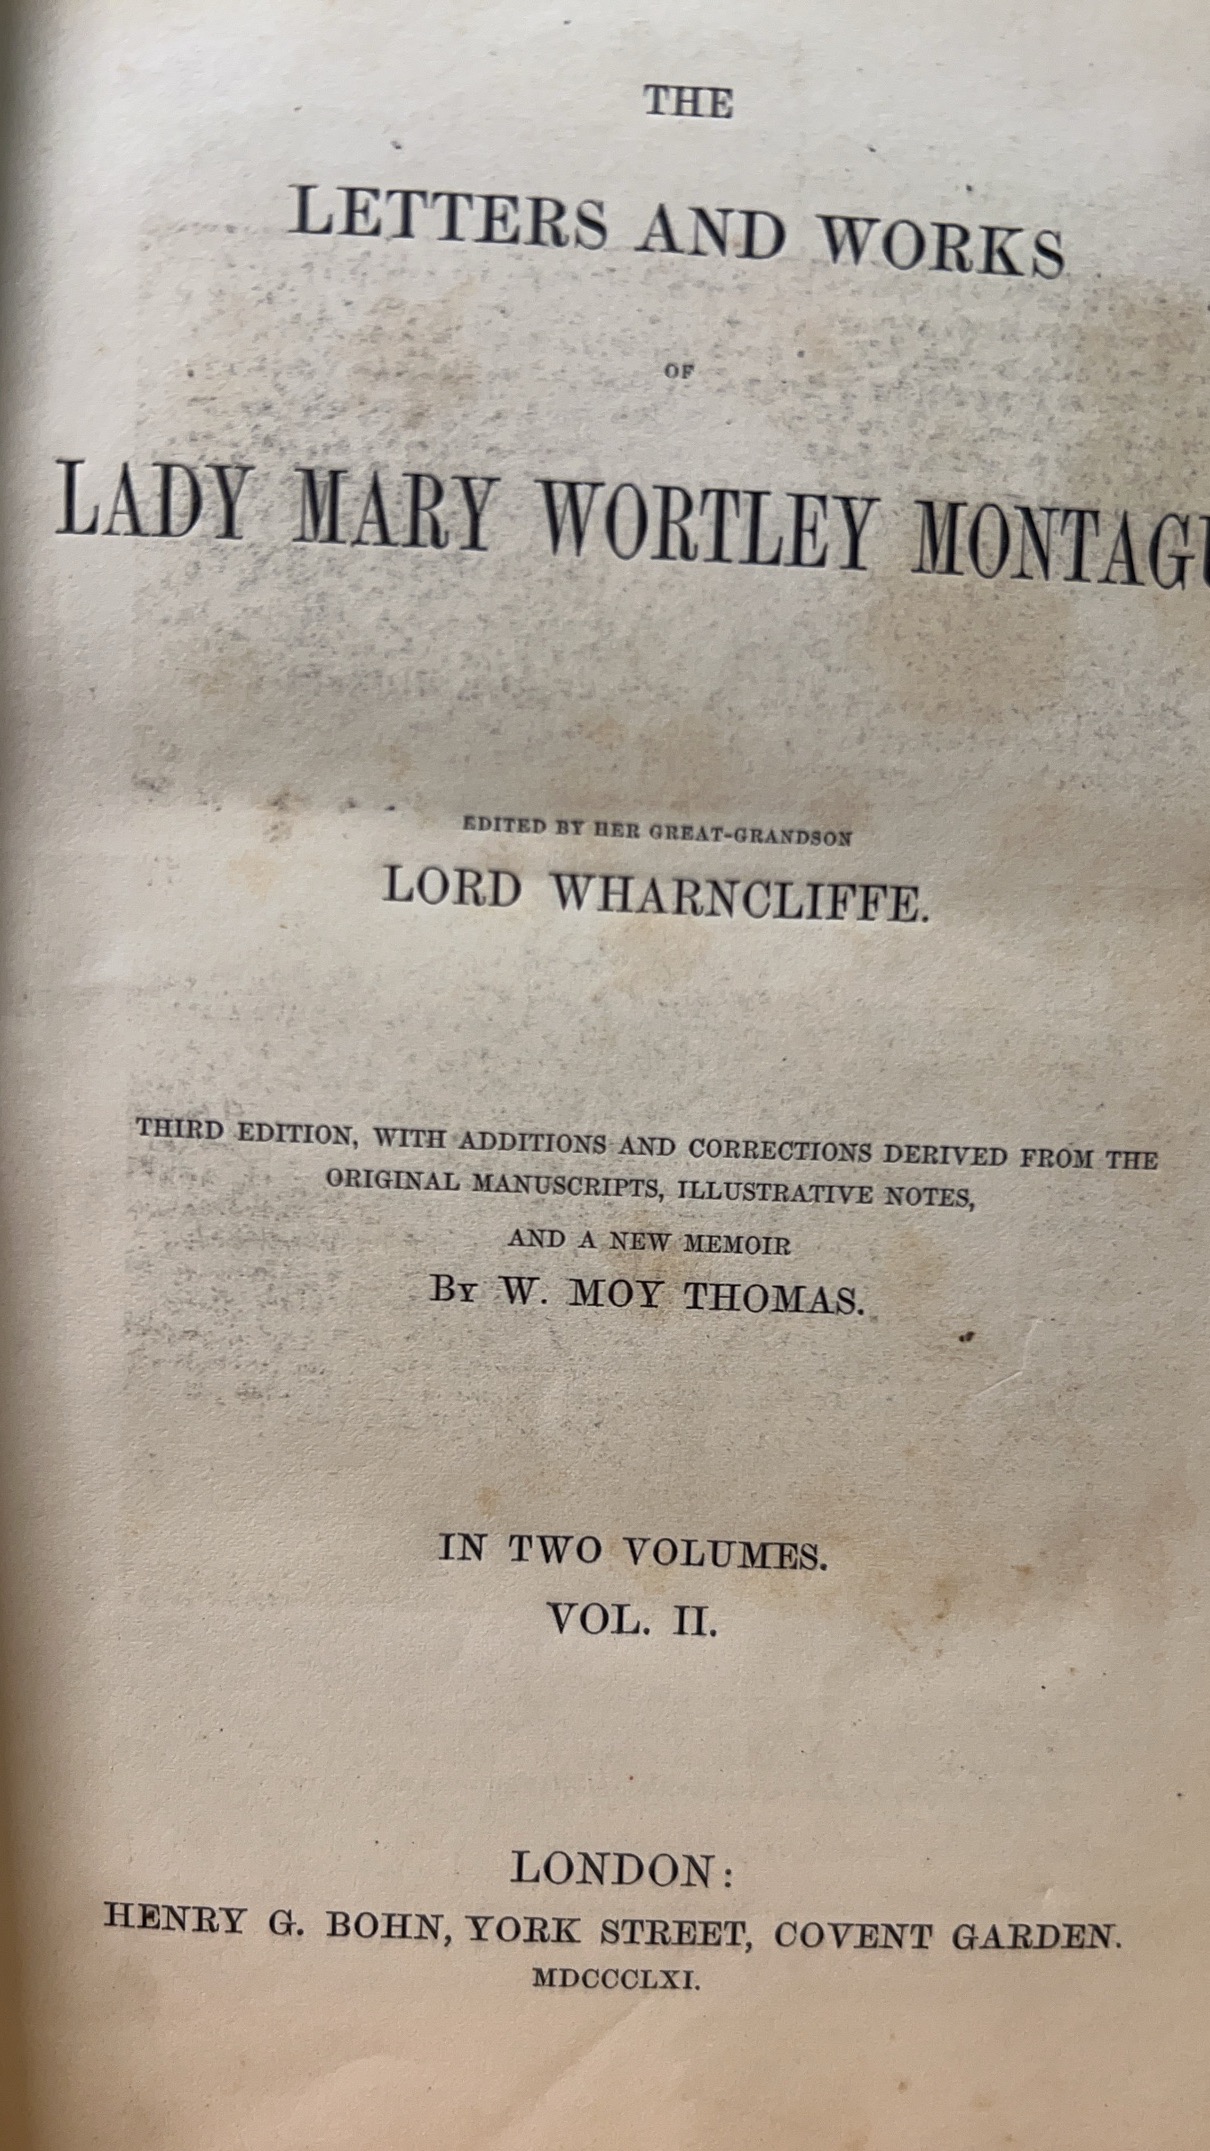 THE
LETTERS AND WORKS
OF
LADY MARY WORTLEY MONTAGU
EDITED BY HER GREAT-GRANDSON
LORD WHARNCLIFFE.
THIRD EDITION, WITH ADDITIONS AND CORRECTIONS DERIVED FROM THE
ORIGINAL MANUSCRIPTS, ILLUSTRATIVE NOTES,
AND A NEW MEMOIR
BY W. MOY THOMAS.
IN TWO VOLUMES.
VOL. II.
LONDON:
HENRY G. BOHN, YORK STREET, COVENT GARDEN.
MDCCCLXI.